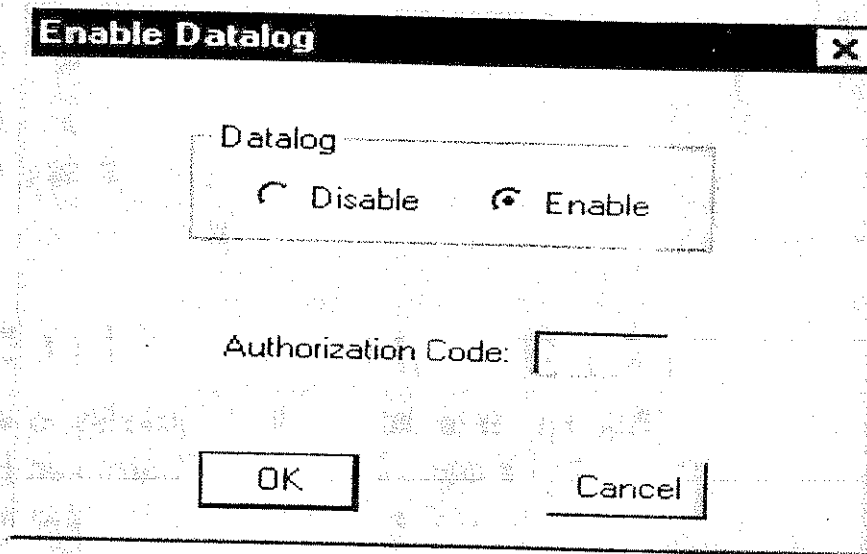 Enable Datalog
Datalog
Disable Enable
Authorization Code:
OK Cancel